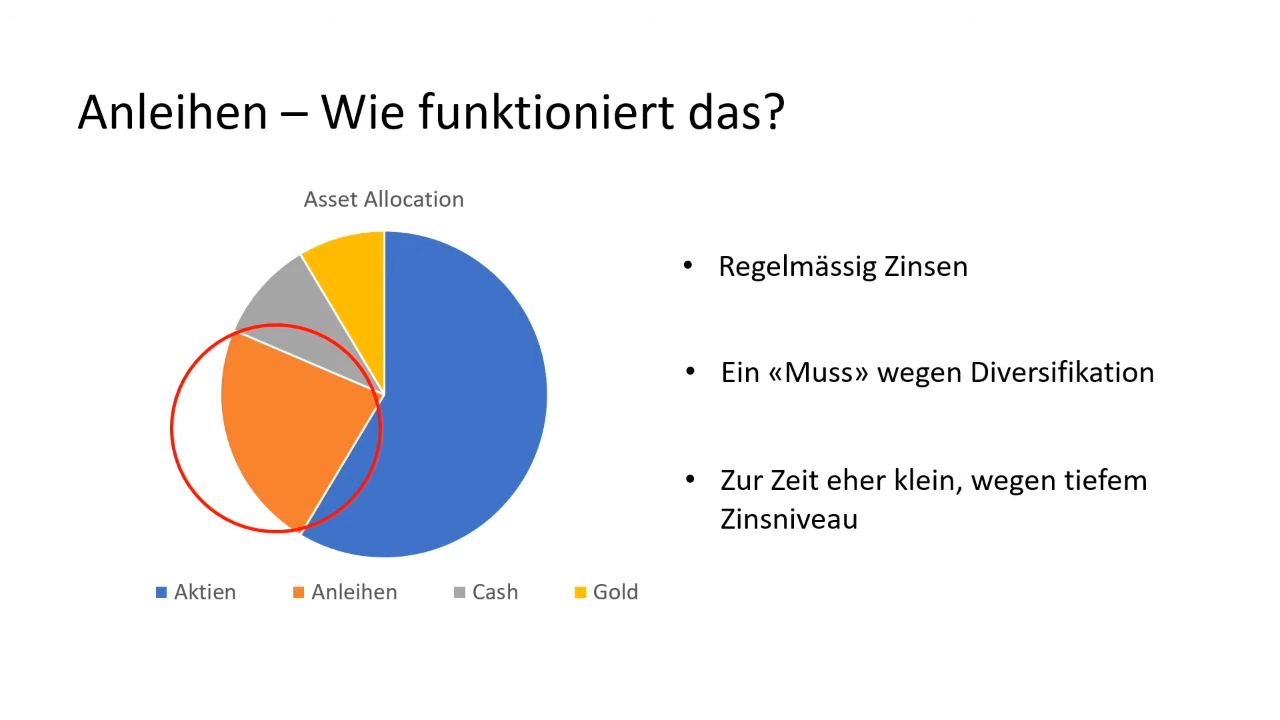 Anleihen – Wie funktioniert das?
Asset Allocation
• Regelmässig Zinsen
• Ein «Muss» wegen Diversifikation
• Zur Zeit eher klein, wegen tiefem
Zinsniveau
Aktien Anleihen Cash Gold